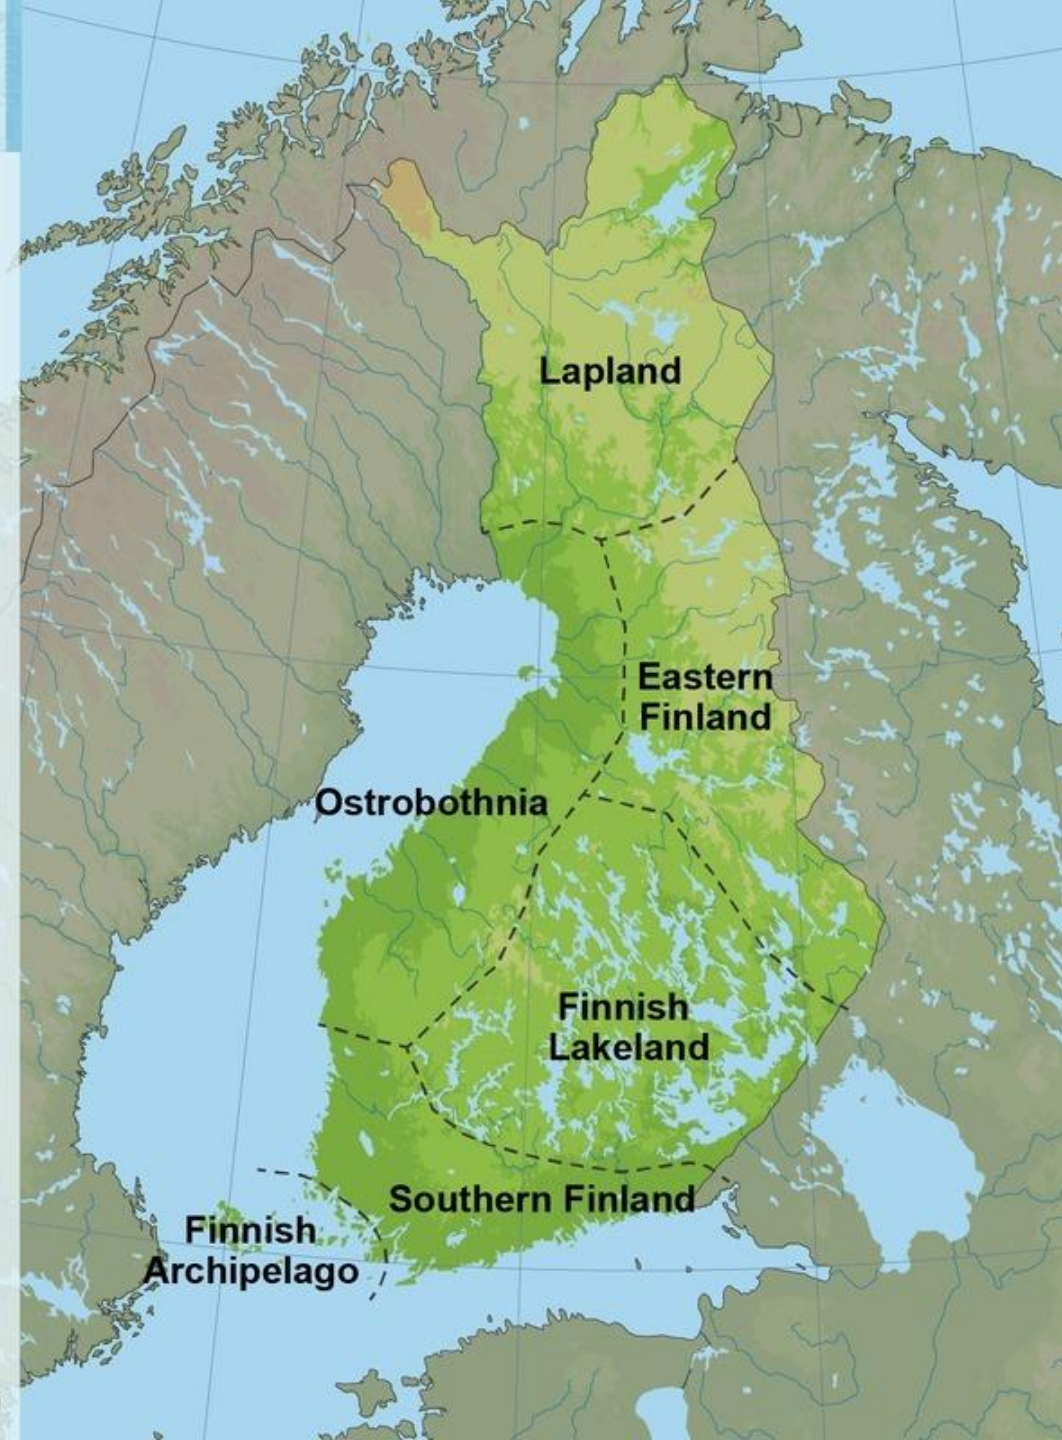 Lapland
Eastern
Finland
Ostrobothnia
Finnish
Lakeland
Southern Finland
Finnish
Archipelago